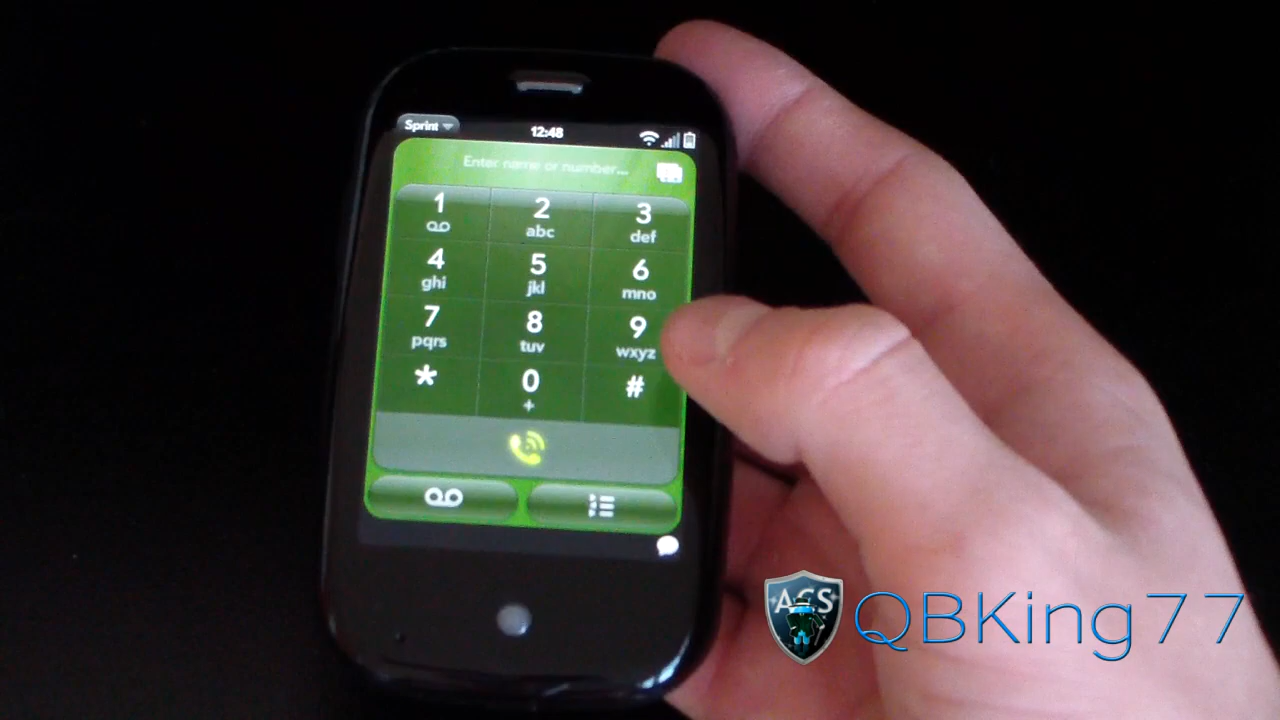 Sprint
12:48
Enter name or number...
1
2 abc
3 def
4 ghi
5 jkl
6 mno
7 pqrs
8 tuv
9 wxyz
*
0 +
#
ACS
QBKing77